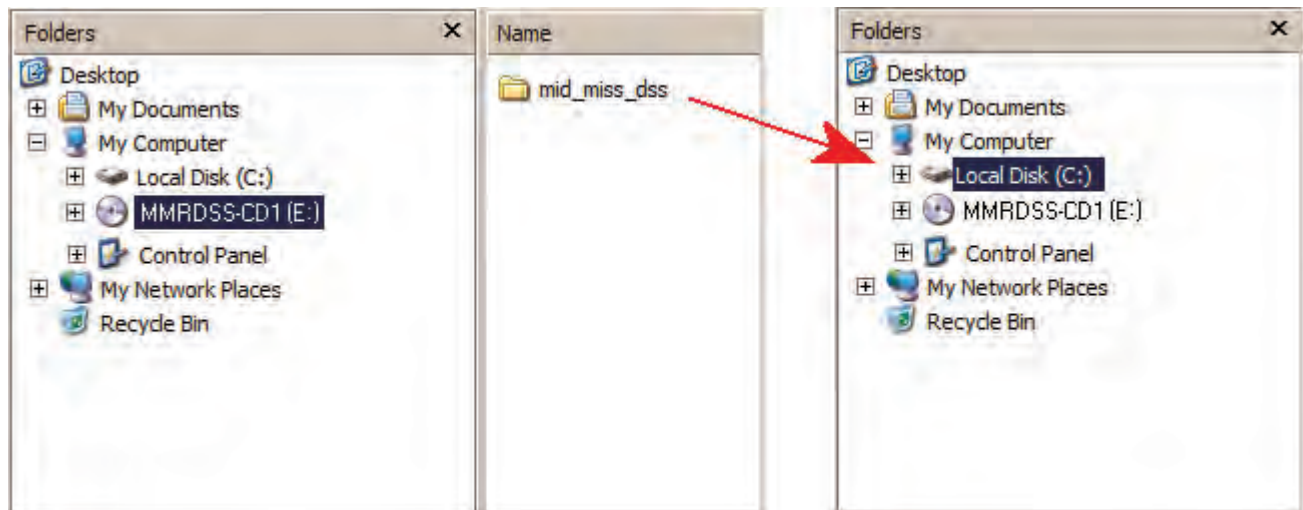 Folders
Desktop
My Documents
My Computer
Local Disk (C:)
MMRDSS-CD1 (E:)
Control Panel
My Network Places
Recycle Bin
Name
mid_miss_dss
Folders
Desktop
My Documents
My Computer
Local Disk (C:)
MMRDSS-CD1 (E:)
Control Panel
My Network Places
Recycle Bin